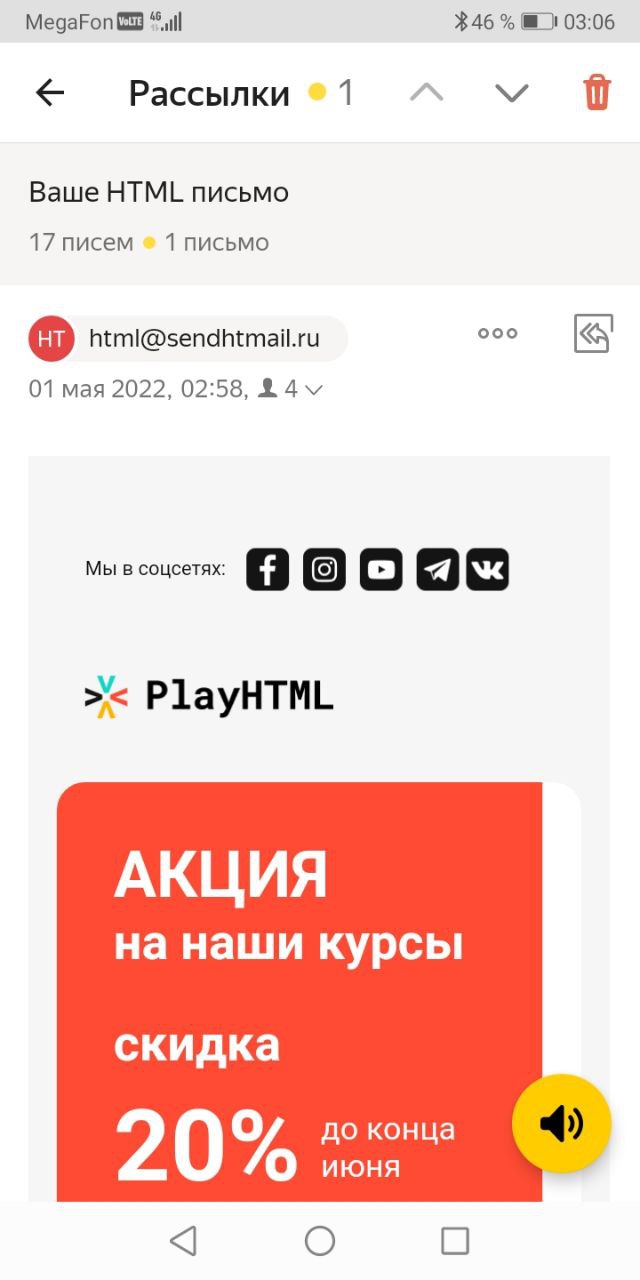 MegaFon VoLTE 4G 46 % 03:06
Рассылки 1
Ваше HTML письмо
17 писем 1 письмо
HT html@sendhtmail.ru
01 мая 2022, 02:58, 4
Мы в соцсетях:
PlayHTML
АКЦИЯ
на наши курсы
скидка
20% до конца
июня